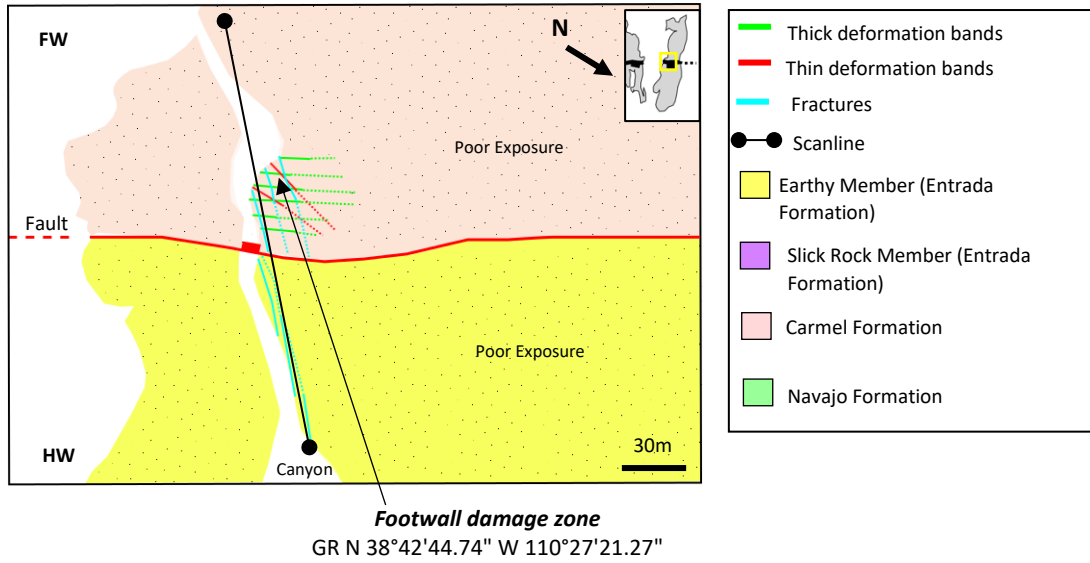 FW
N
Poor Exposure
Fault
Poor Exposure
30m
HW
Canyon
Footwall damage zone
GR N 38°42'44.74" W 110°27'21.27"
Thick deformation bands
Thin deformation bands
Fractures
Scanline
Earthy Member (Entrada
Formation)
Slick Rock Member (Entrada
Formation)
Carmel Formation
Navajo Formation